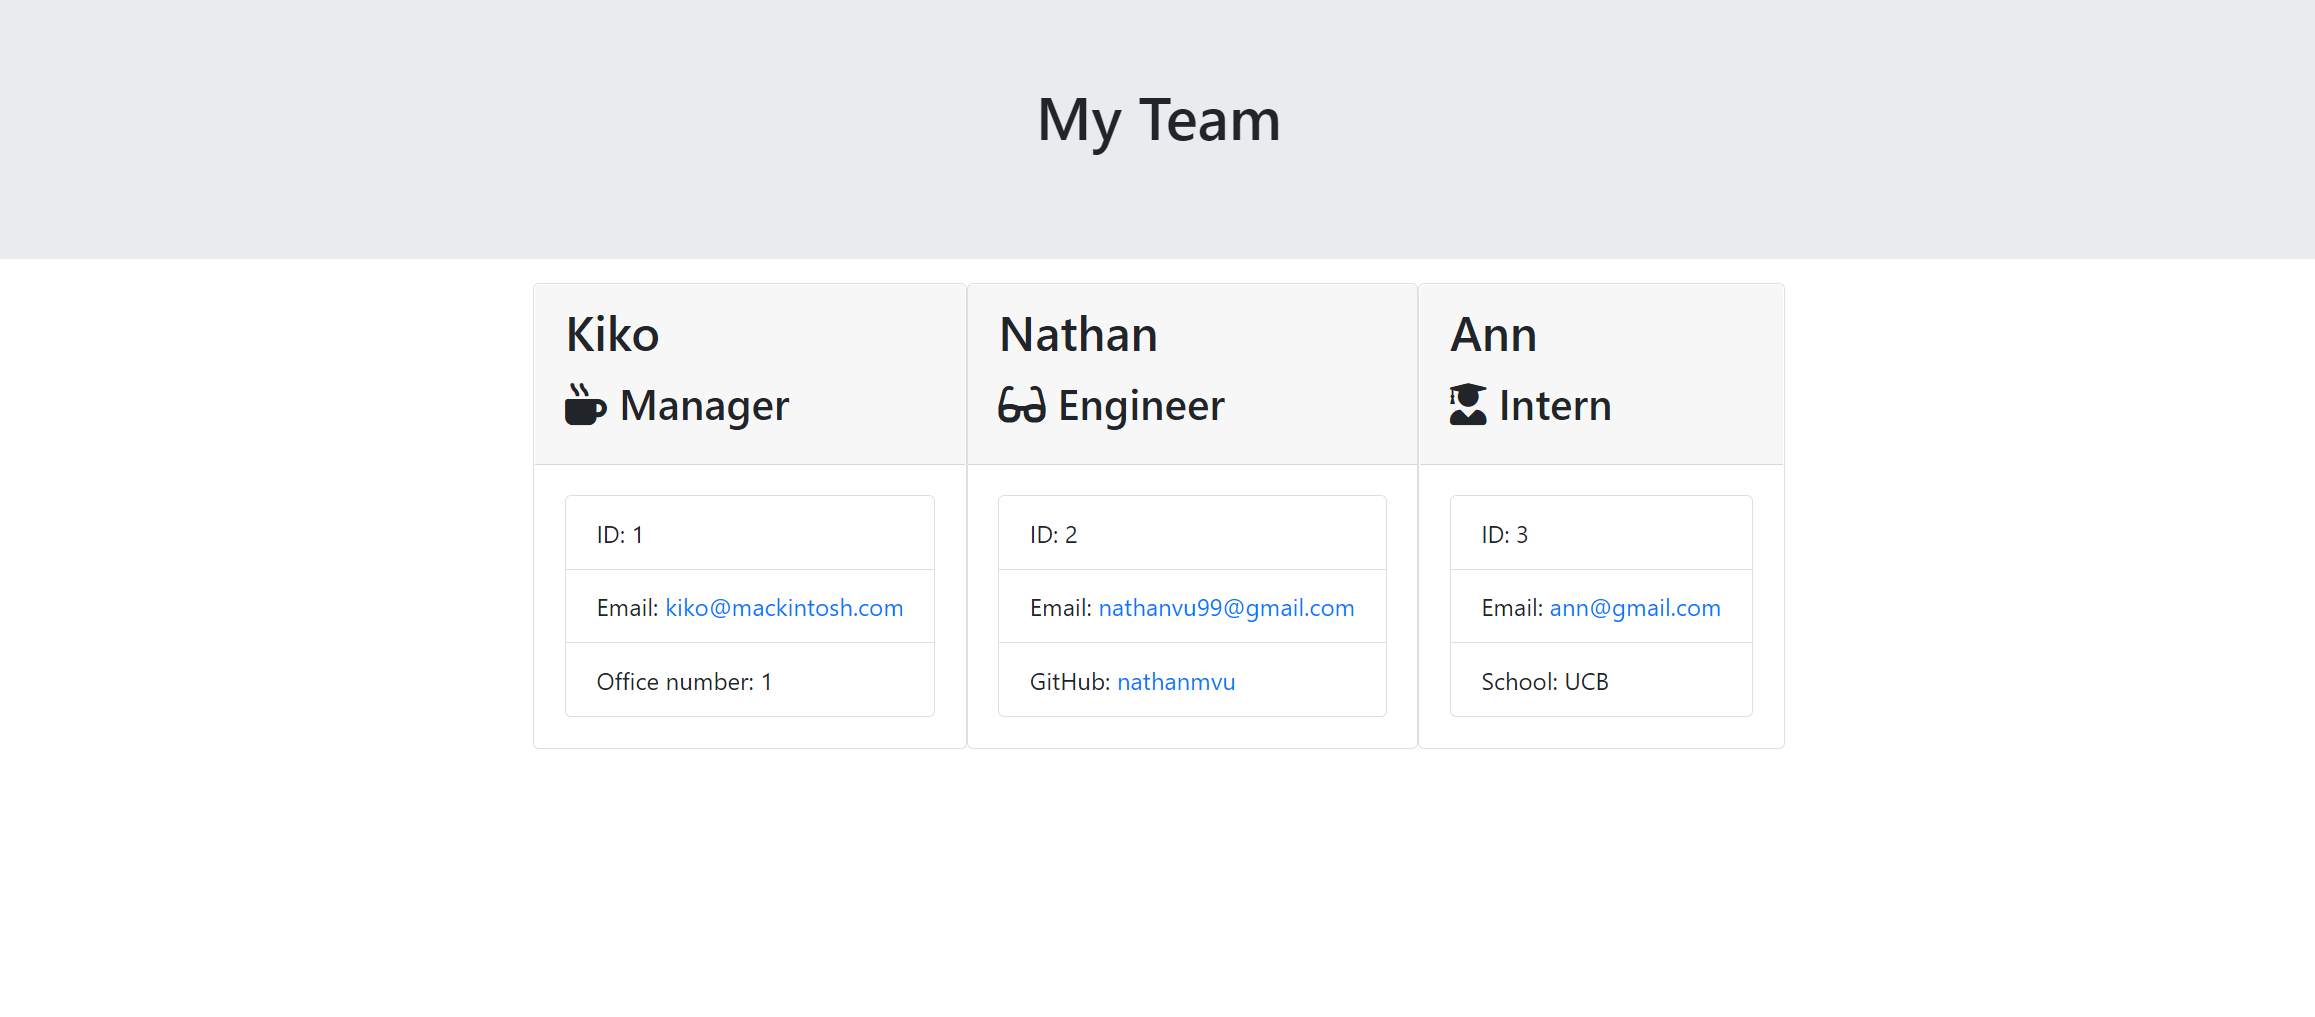 My Team
Kiko
Manager
ID: 1
Email: kiko@mackintosh.com
Office number: 1
Nathan
Engineer
ID: 2
Email: nathanvu99@gmail.com
GitHub: nathanmvu
Ann
Intern
ID: 3
Email: ann@gmail.com
School: UCB